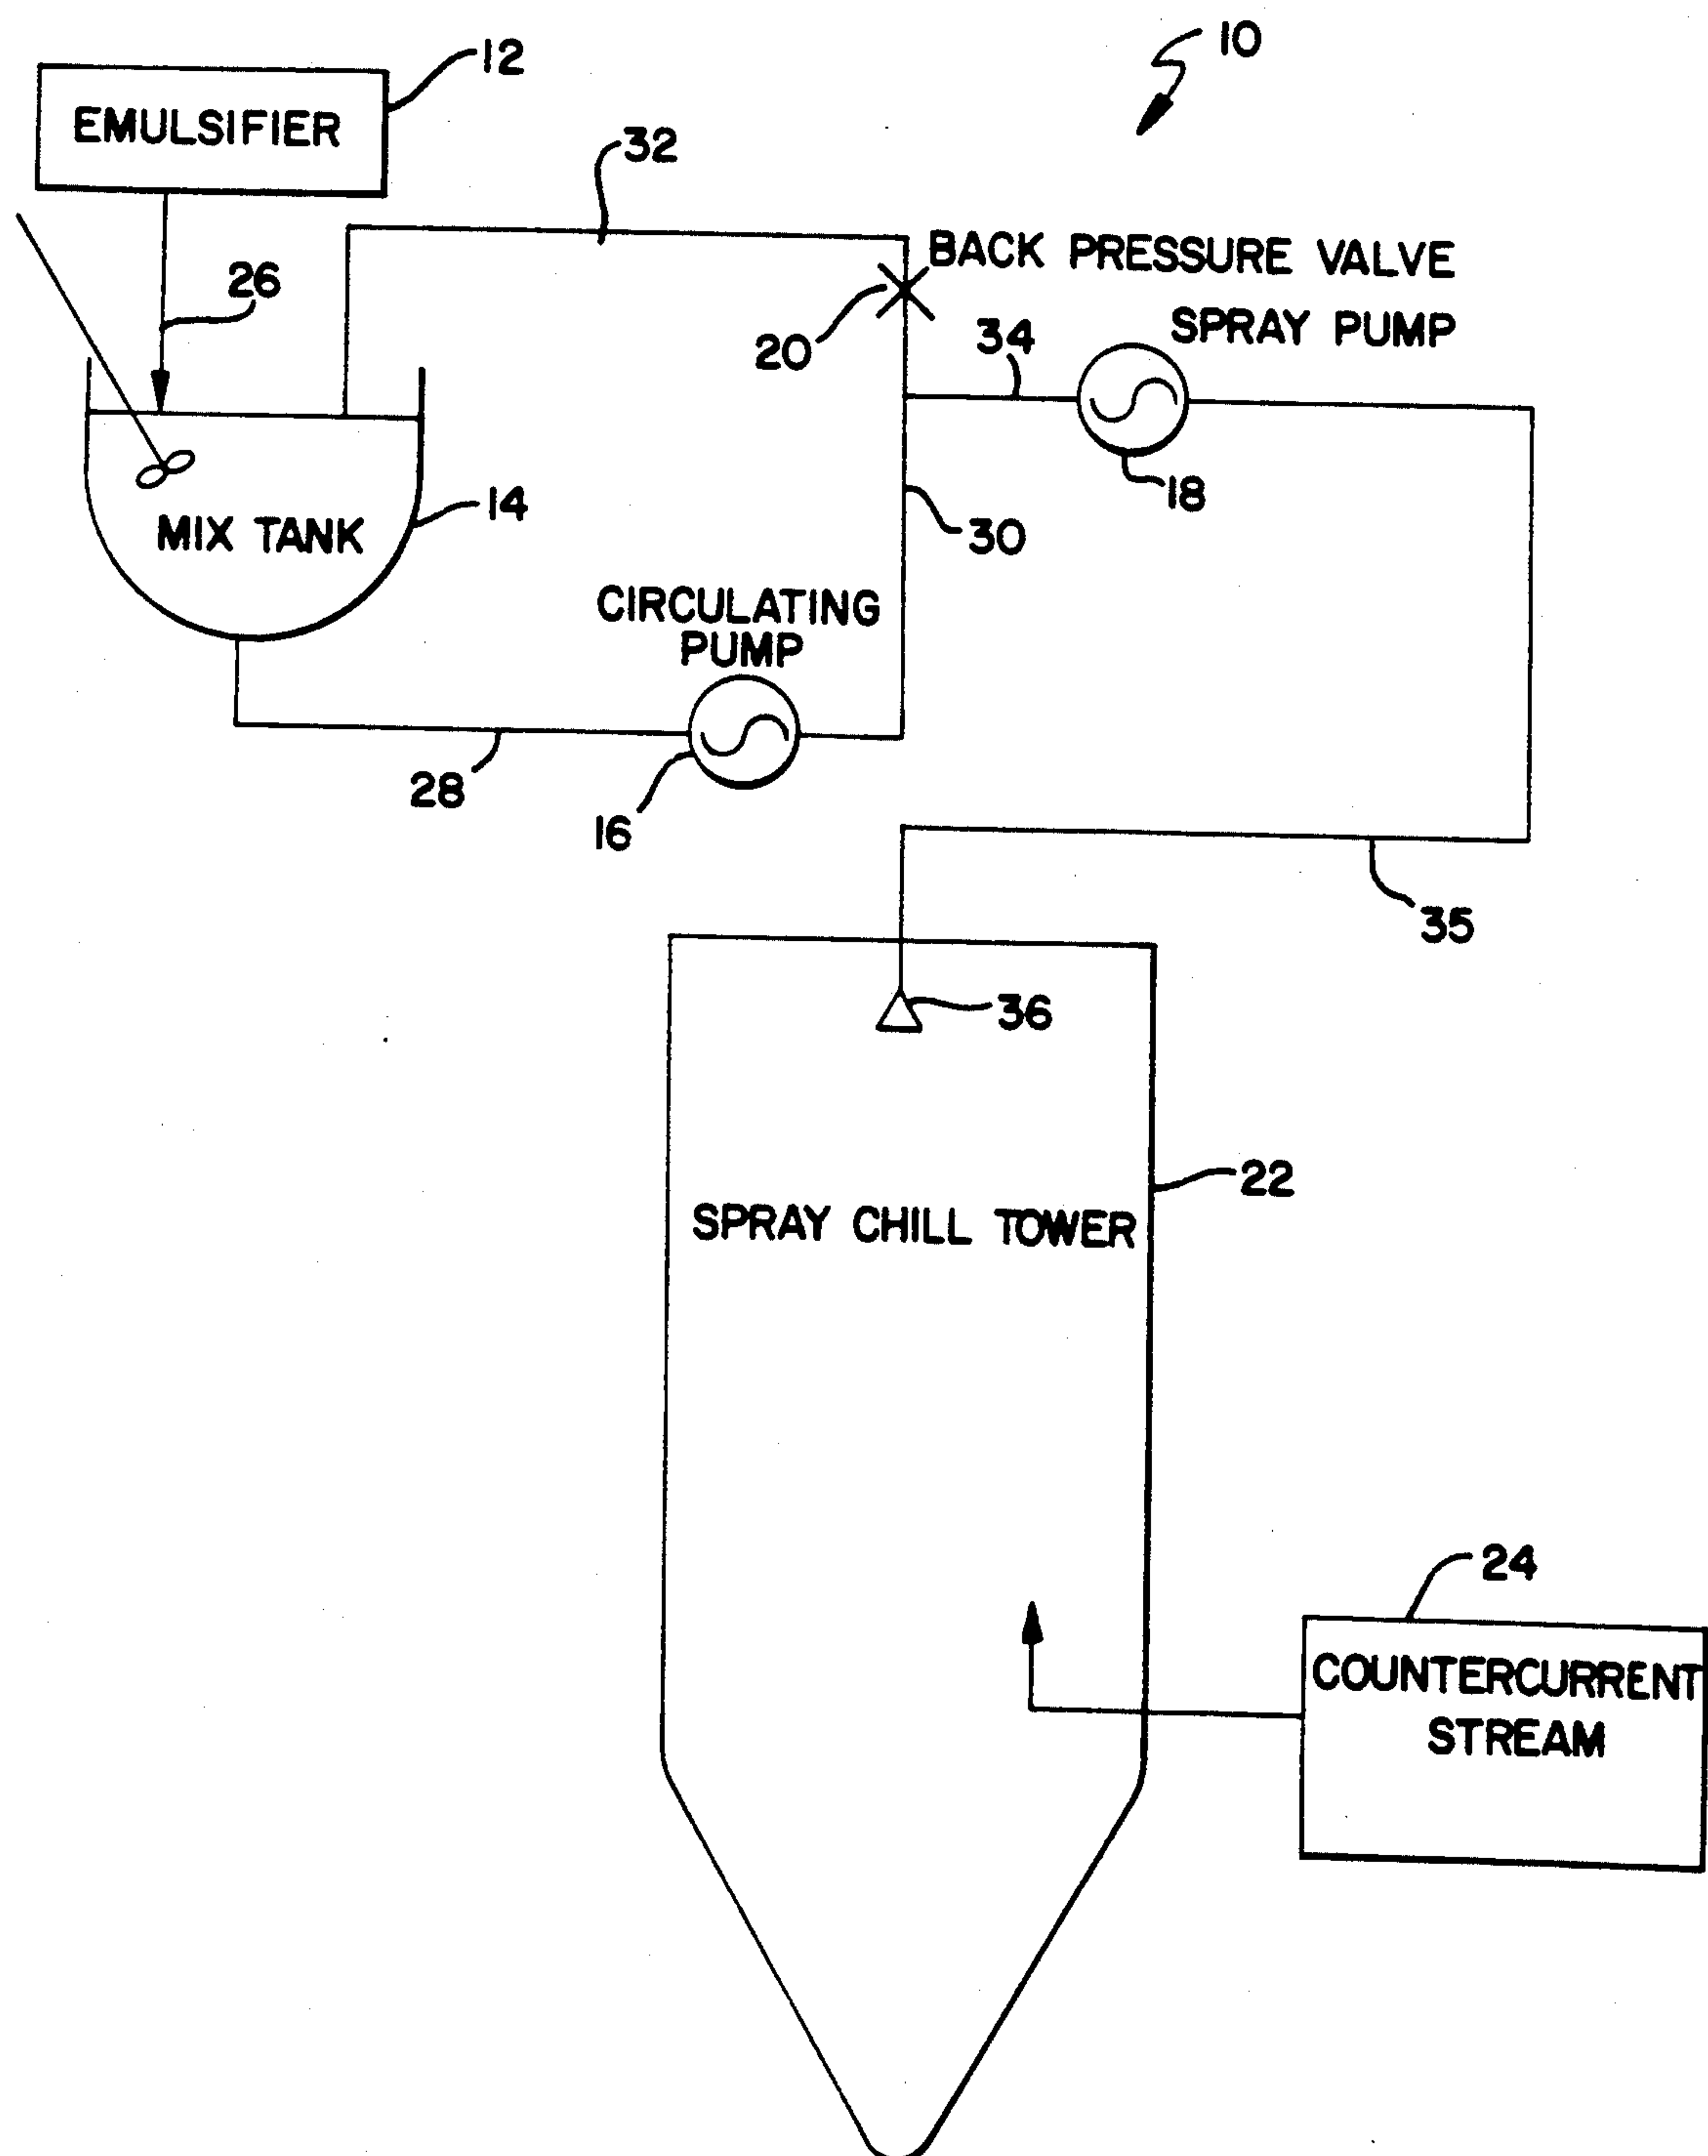 10
12
EMULSIFIER
32
26
BACK PRESSURE VALVE
SPRAY PUMP
20
34
18
14
MIX TANK
30
CIRCULATING
PUMP
28
16
35
36
22
SPRAY CHILL TOWER
24
COUNTERCURRENT
STREAM